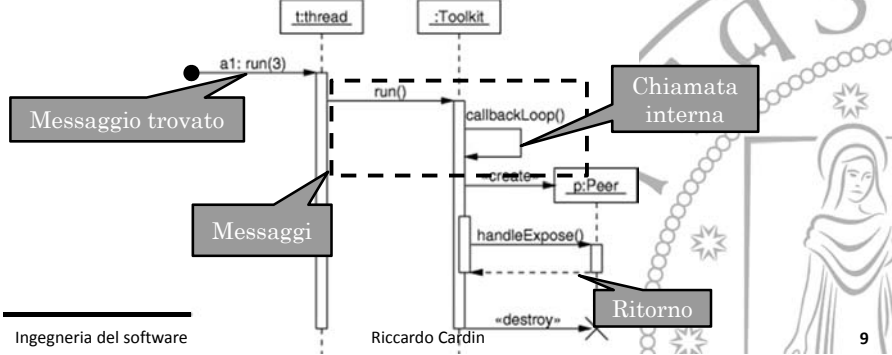 t:thread
:Toolkit
a1: run(3)
run()
Chiamata
interna
callbackLoop()
Messaggio trovato
«create»
p:Peer
Messaggi
handleExpose()
Ritorno
«destroy»
Ingegneria del software
Riccardo Cardin
9